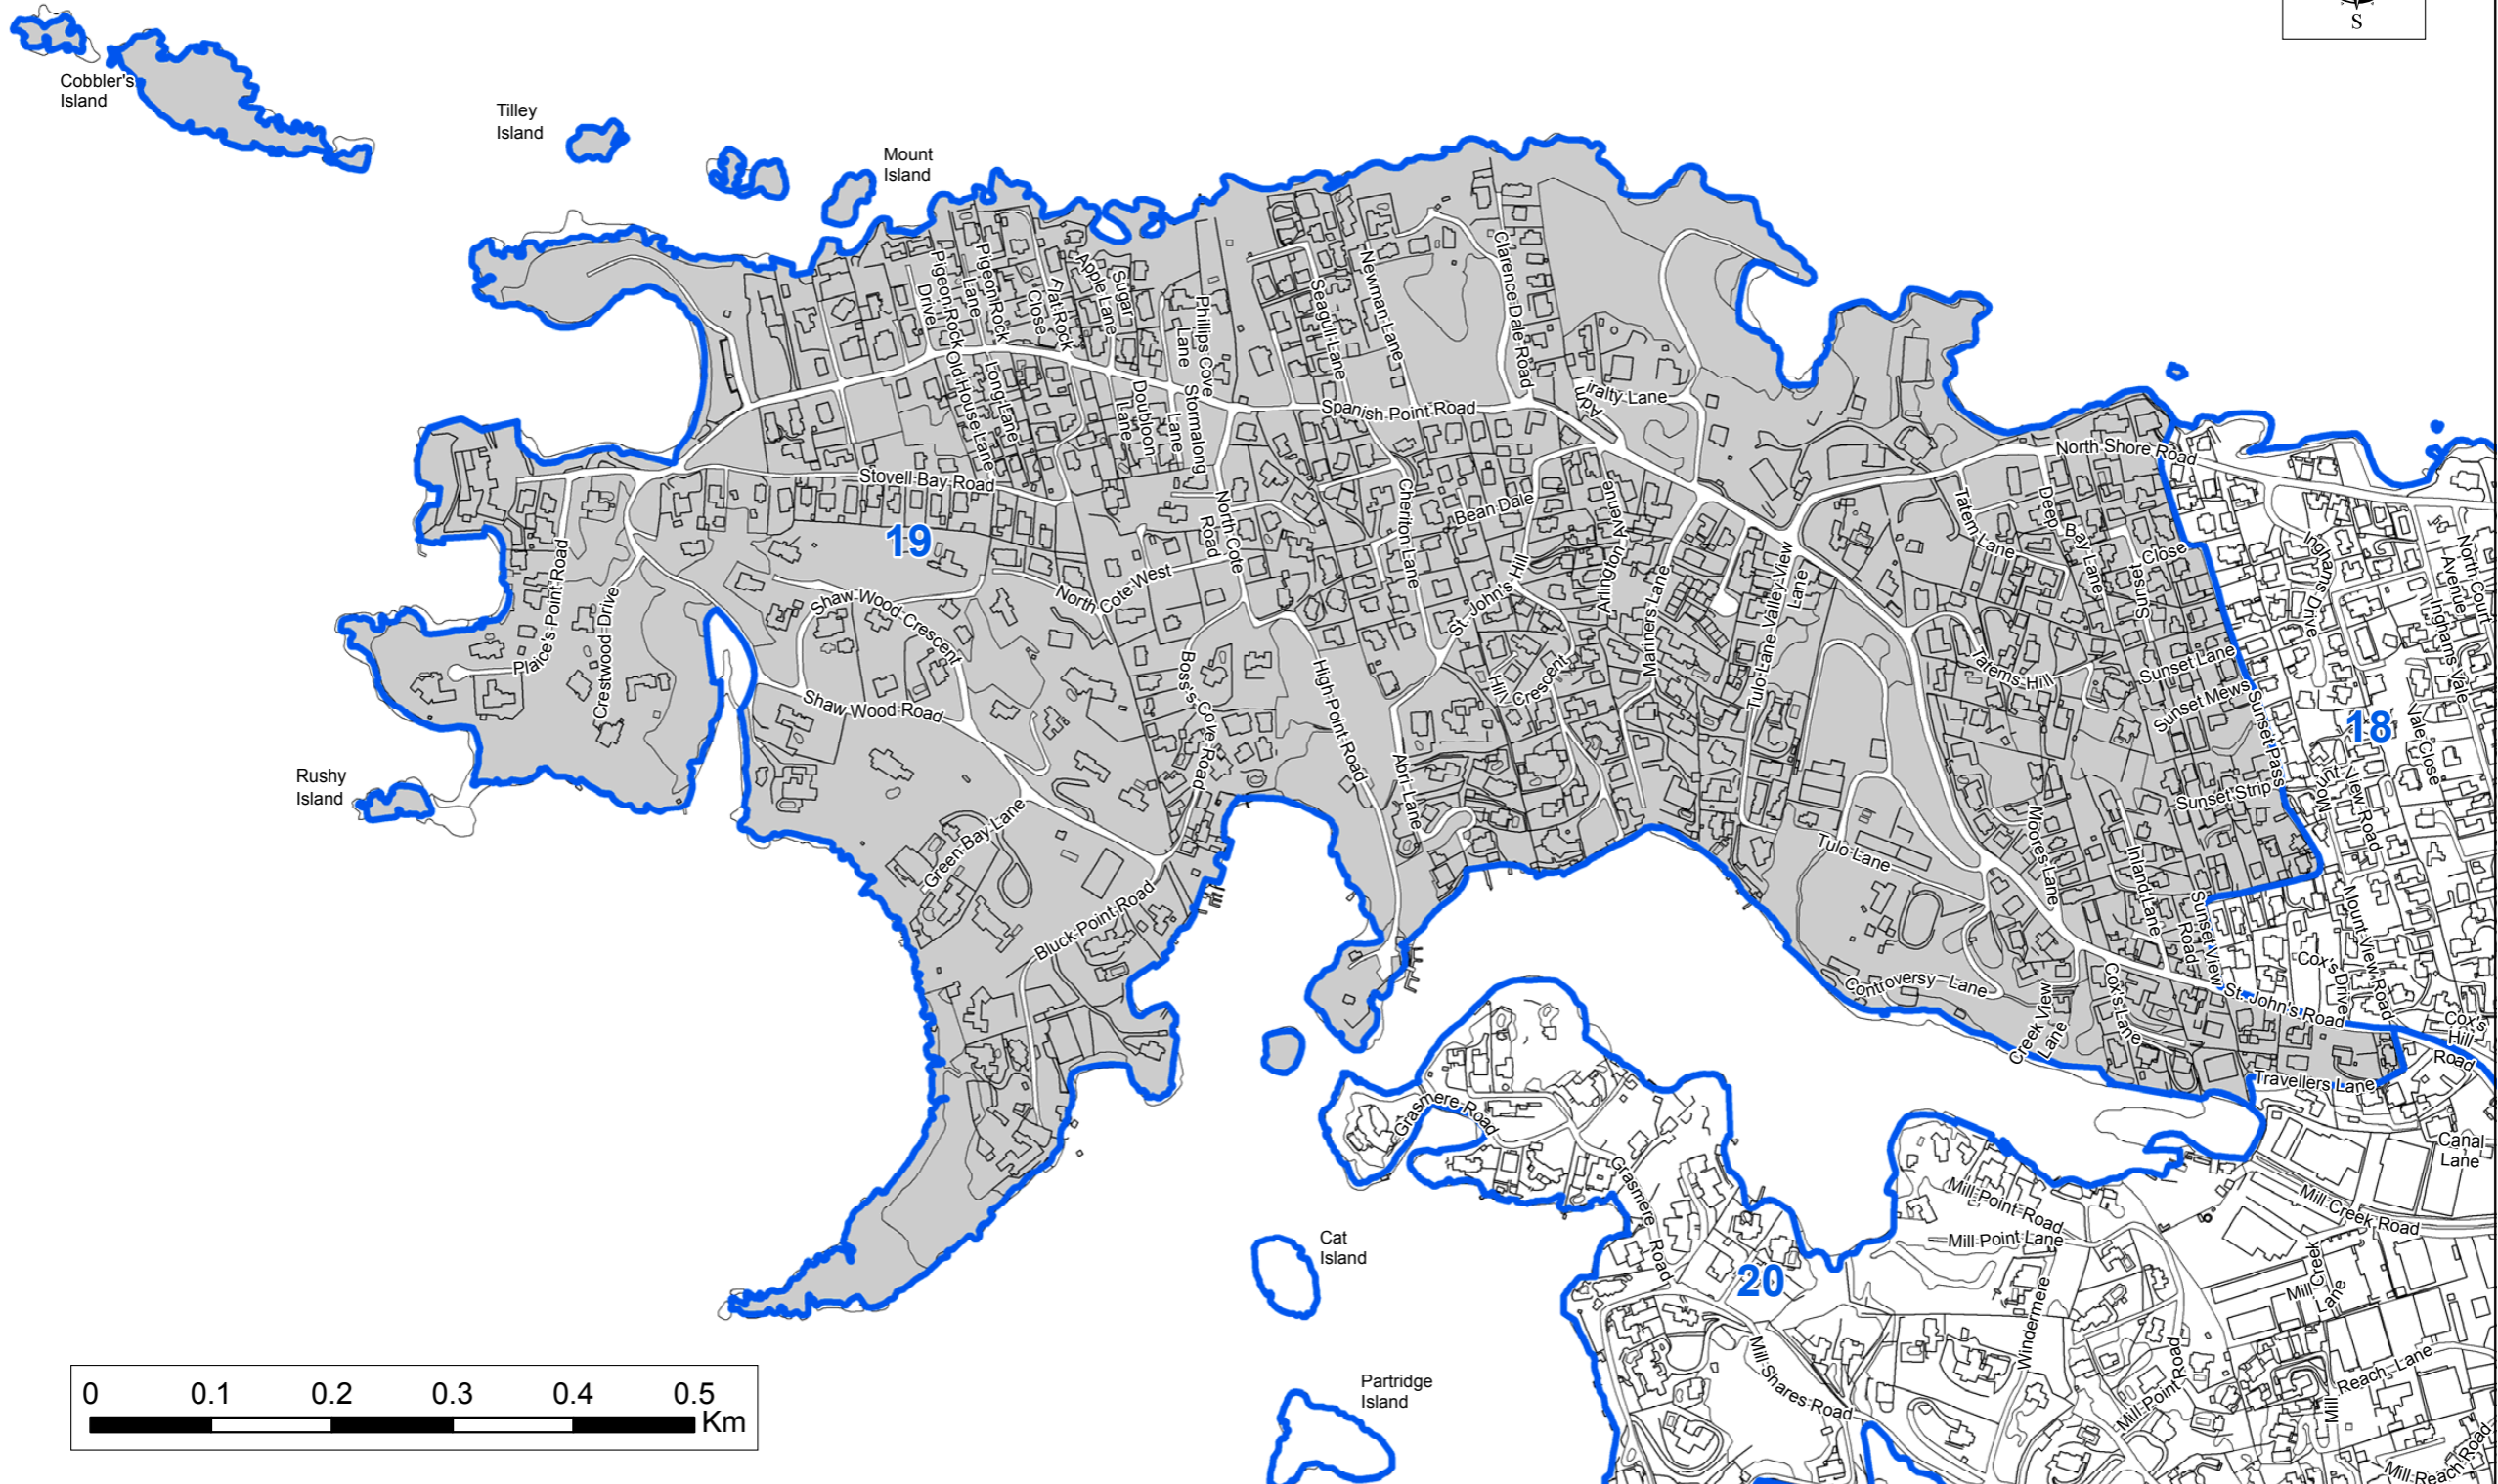 S
Cobbler's
Island
Tilley
Island
Mount
Island
Pigeon Rock
Drive
Pigeon Rock
Lane
Flat Rock
Close
Sugar
Apple Lane
Phillips Cove
Lane
Seagull Lane
Newman Lane
Clarence Dale Road
Admiralty Lane
Spanish Point Road
North Shore Road
Old House Lane
Long Lane
Doubloon
Lane
Stormalong
Lane
Stovell Bay Road
19
North Cote
Road
Cheriton Lane
Bean Dale
Arlington Avenue
Tatem Lane
Deep Bay Lane
Sunset
Close
Inghams Drive
North Court
Avenue
Inghams Vale
Plaice's Point Road
Crestwood Drive
Shaw Wood Crescent
North Cote West
St. John's Hill
Mariners Lane
Valley View
Lane
Tulo Lane
Tatems Hill
Sunset Lane
Sunset Mews
Sunset Pass
18
Vale Close
Shaw Wood Road
Boss's Cove Road
High Point Road
Hilly Crescent
Abri Lane
Rushy
Island
Green Bay Lane
Sunset Strip
Mount
View Road
Moores Lane
Tulo Lane
Inland Lane
Sunset View
Road
Mount View Road
Bluck Point Road
Controversy Lane
Creek View
Lane
Cox's Lane
Cox's Drive
St. John's Road
Cox's
Hill
Road
Travellers Lane
Canal
Lane
Grasmere Road
Grasmere Road
Mill Point Road
Mill Point Lane
Mill Creek Road
Mill Creek
Lane
Cat
Island
20
Windermere
Mill Shares Road
Mill Point Road
Mill Reach Lane
Mill Reach Road
Partridge
Island
0 0.1 0.2 0.3 0.4 0.5
Km